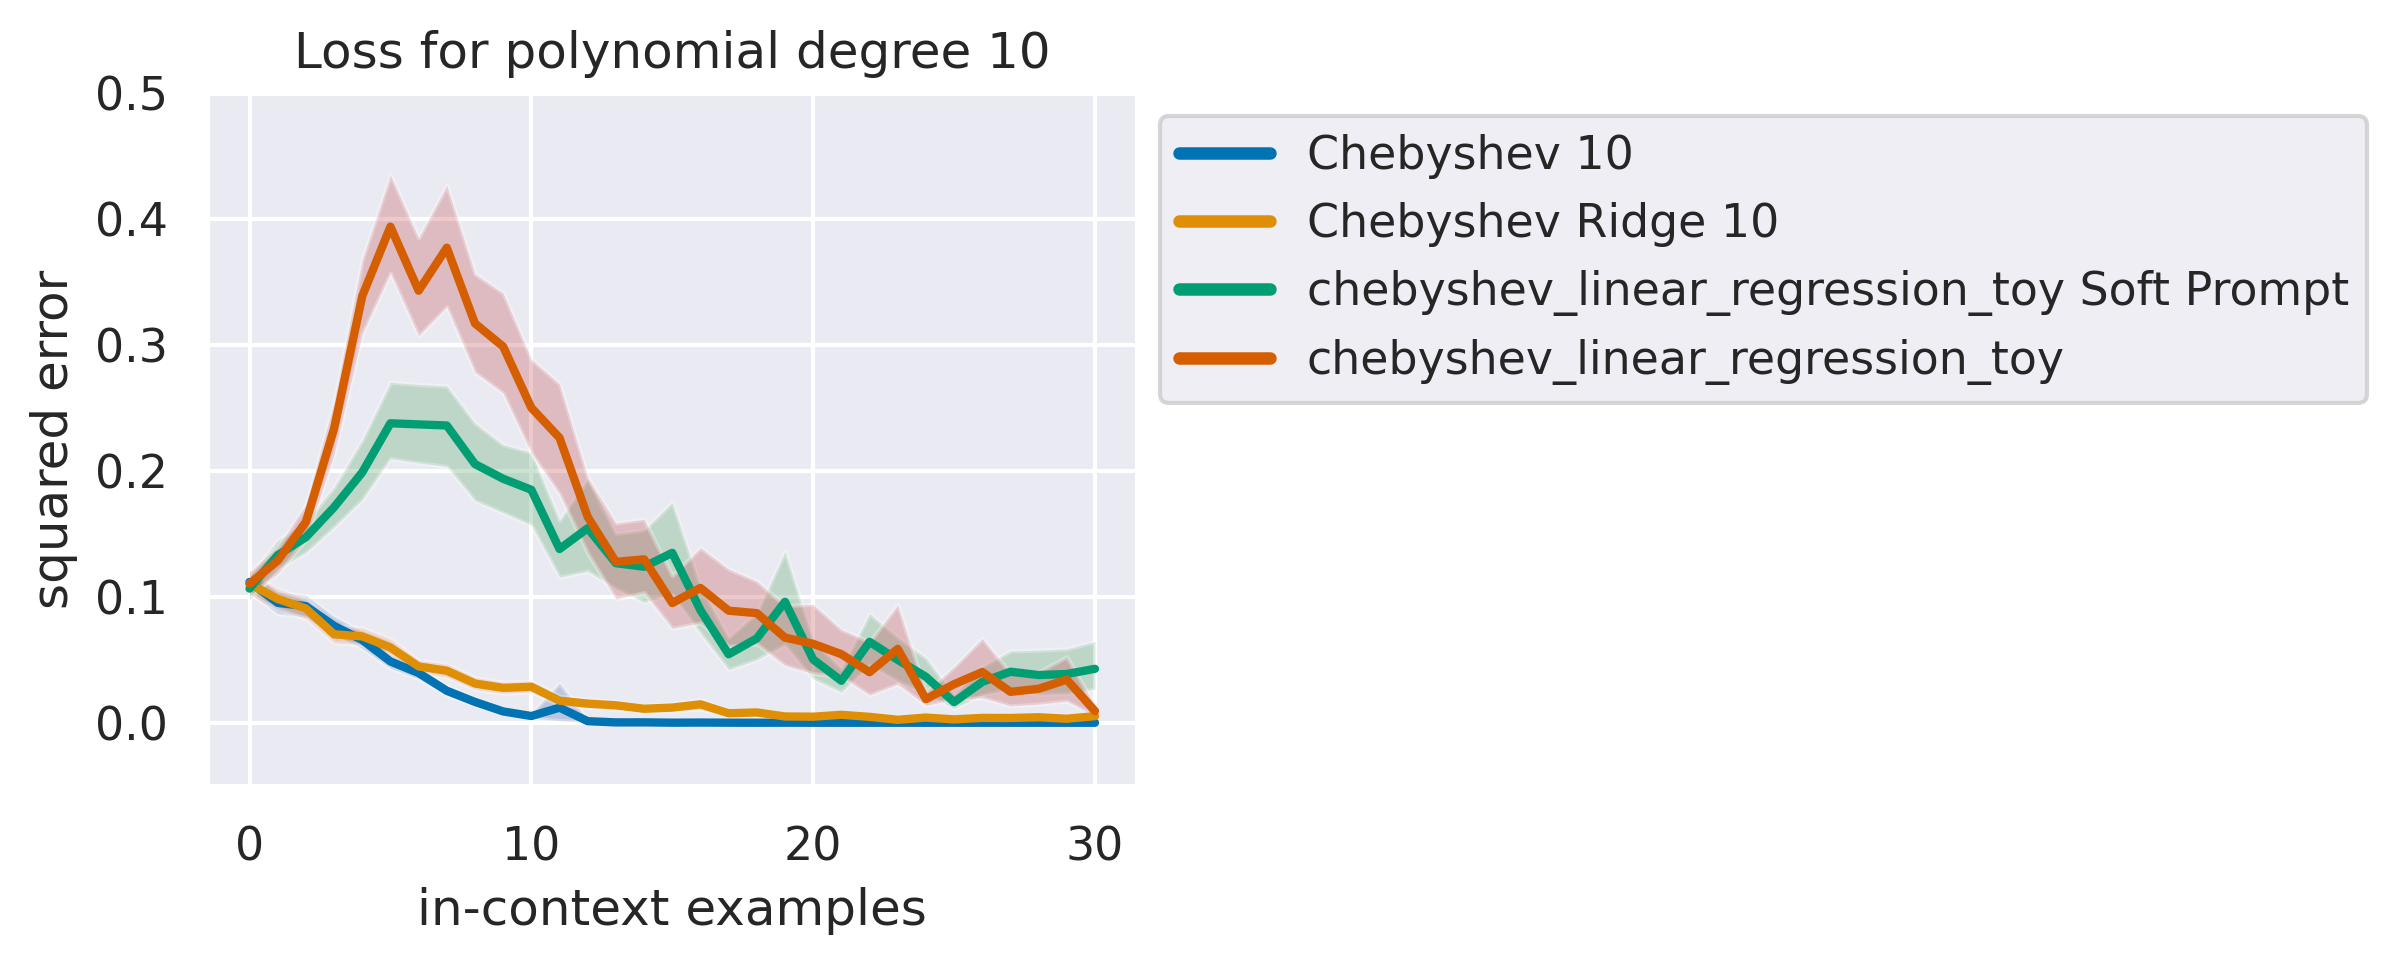 Loss for polynomial degree 10
0.5
0.4
0.3
0.2
0.1
0.0
squared error
0 10 20 30
in-context examples
Chebyshev 10
Chebyshev Ridge 10
chebyshev_linear_regression_toy Soft Prompt
chebyshev_linear_regression_toy